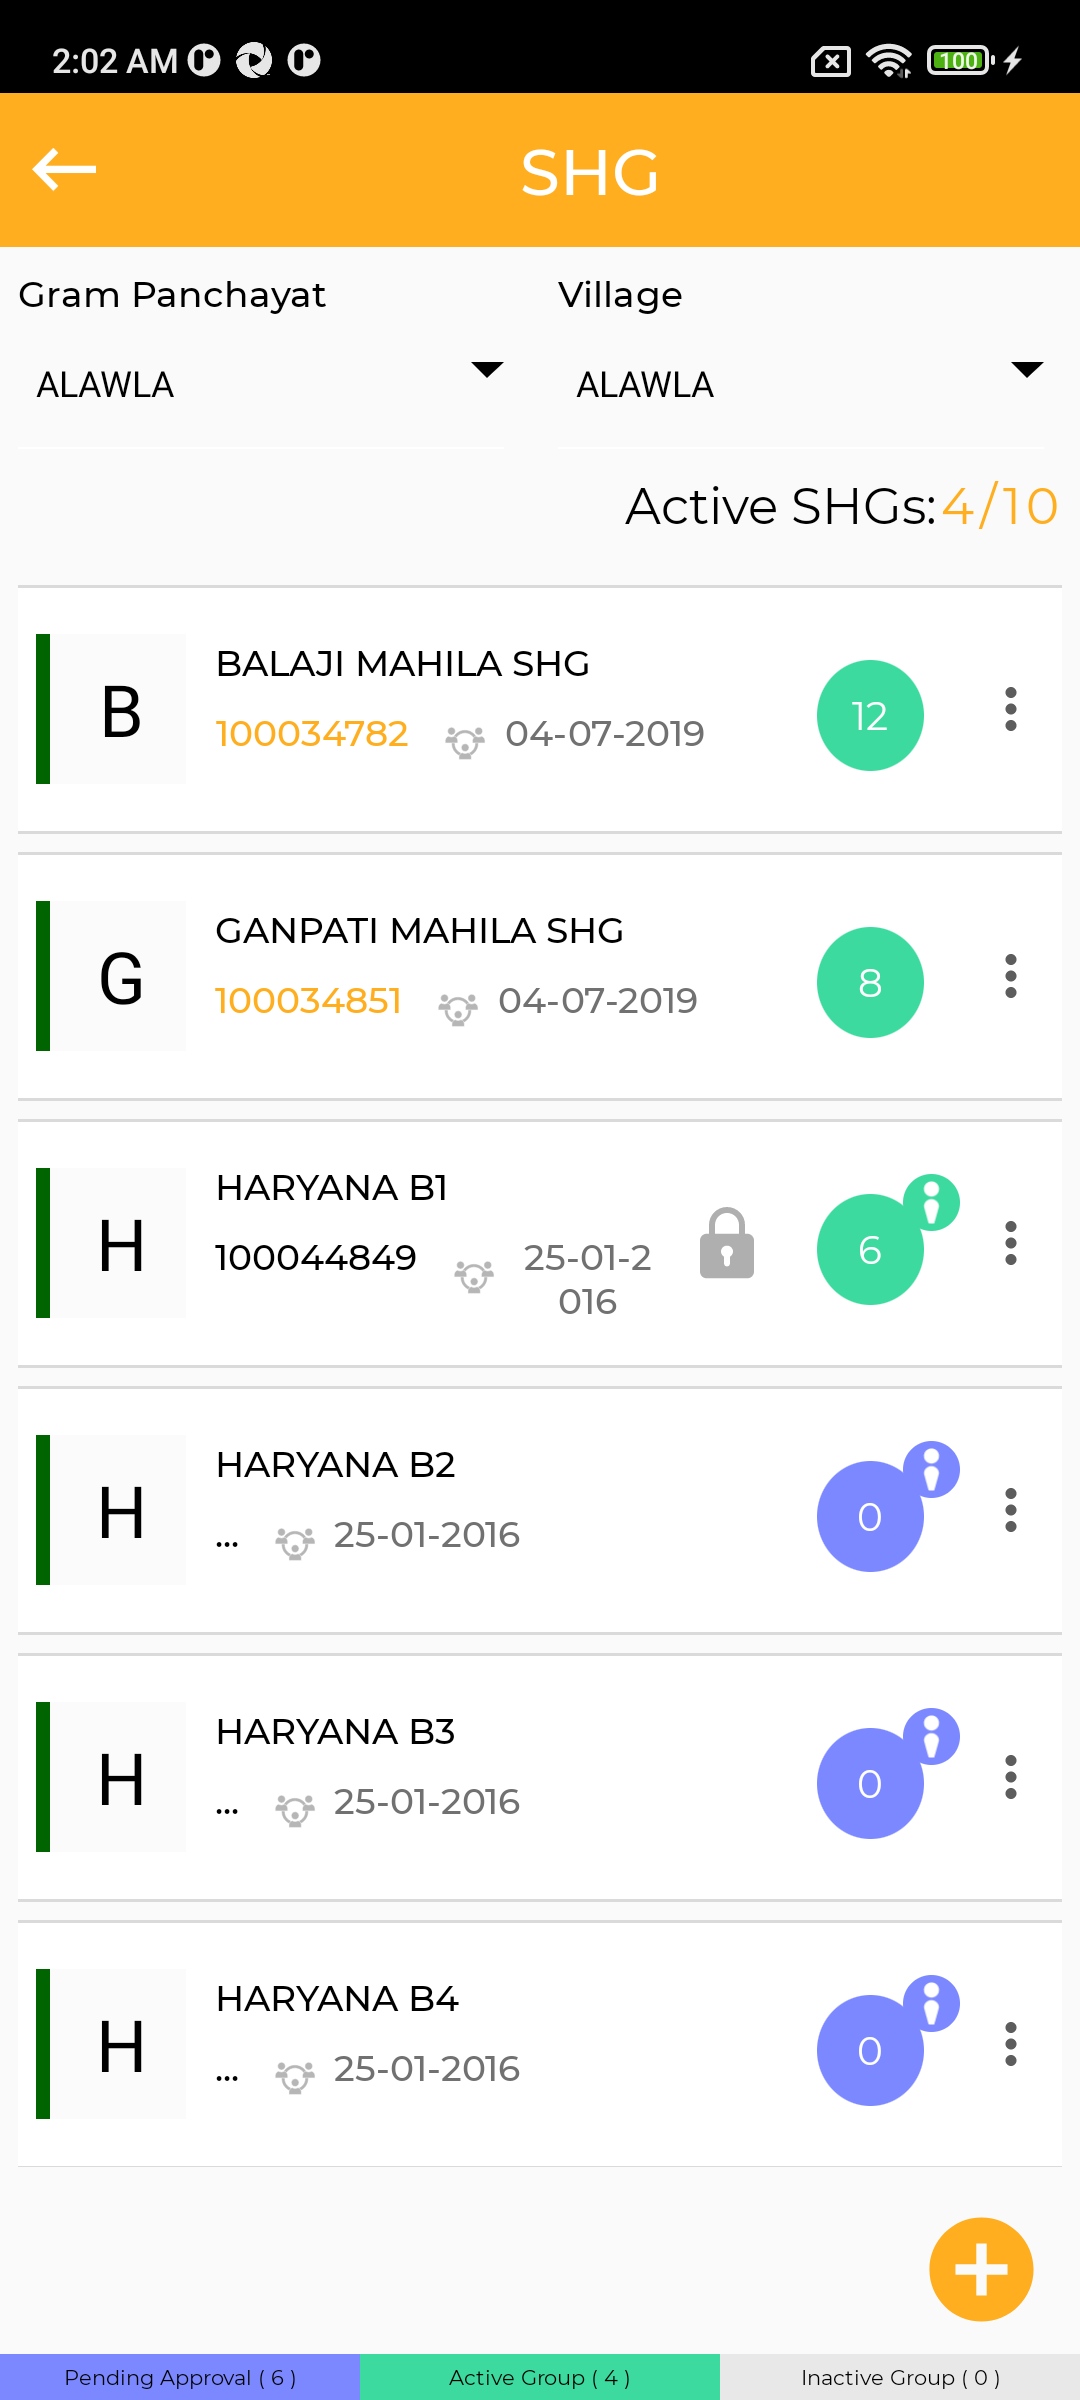 2:02 AM
100
SHG
Gram Panchayat Village
ALAWLA ALAWLA
Active SHGs: 4/10
B
BALAJI MAHILA SHG
100034782 04-07-2019
12
G
GANPATI MAHILA SHG
100034851 04-07-2019
8
H
HARYANA B1
100044849 25-01-2
016
6
H
HARYANA B2
... 25-01-2016
0
H
HARYANA B3
... 25-01-2016
0
H
HARYANA B4
... 25-01-2016
0
Pending Approval ( 6 ) Active Group ( 4 ) Inactive Group ( 0 )